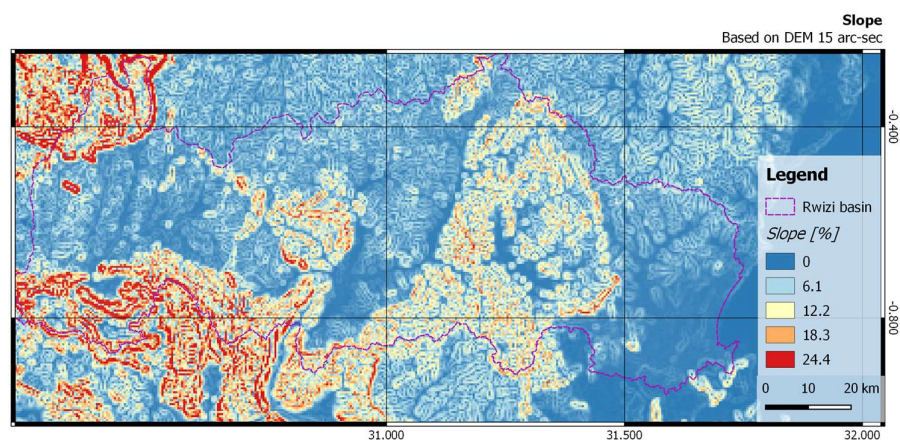 Slope
Based on DEM 15 arc-sec
-0.400
Legend
Rwizi basin
Slope [%]
0
6.1
12.2
18.3
24.4
-0.800
0 10 20 km
31.000 31.500 32.000